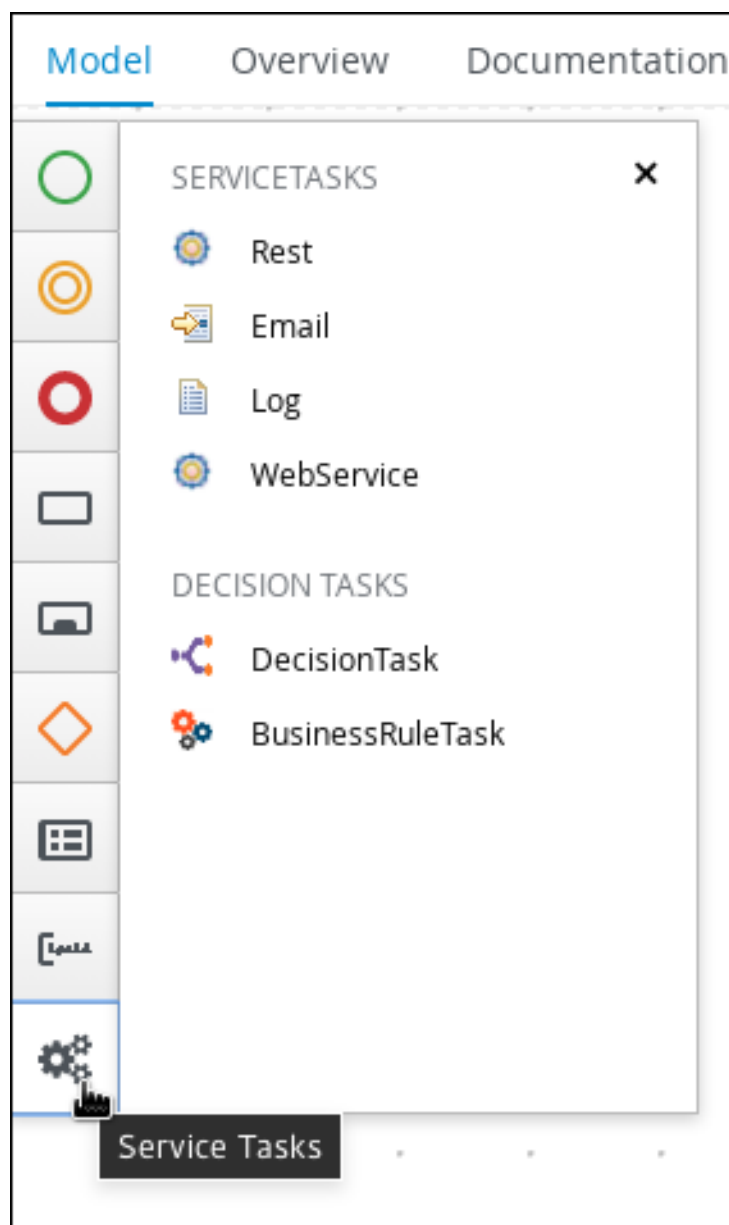 Model Overview Documentation
SERVICETASKS
Rest
Email
Log
WebService
DECISION TASKS
DecisionTask
BusinessRuleTask
Service Tasks